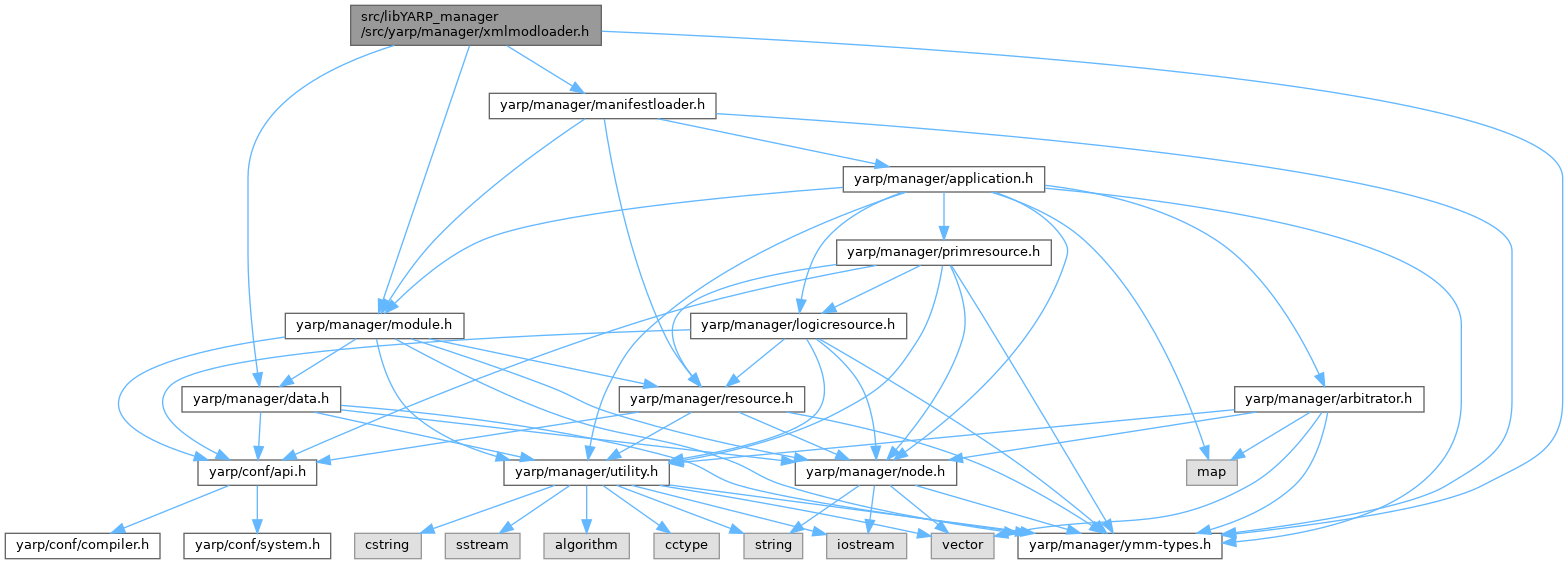 src/libYARP_manager
/src/yarp/manager/xmlmodloader.h
yarp/manager/manifestloader.h
yarp/manager/application.h
yarp/manager/primresource.h
yarp/manager/module.h
yarp/manager/logicresource.h
yarp/manager/data.h
yarp/manager/resource.h
yarp/manager/arbitrator.h
yarp/conf/api.h
yarp/manager/utility.h
yarp/manager/node.h
map
yarp/conf/compiler.h
yarp/conf/system.h
cstring
sstream
algorithm
cctype
string
iostream
vector
yarp/manager/ymm-types.h